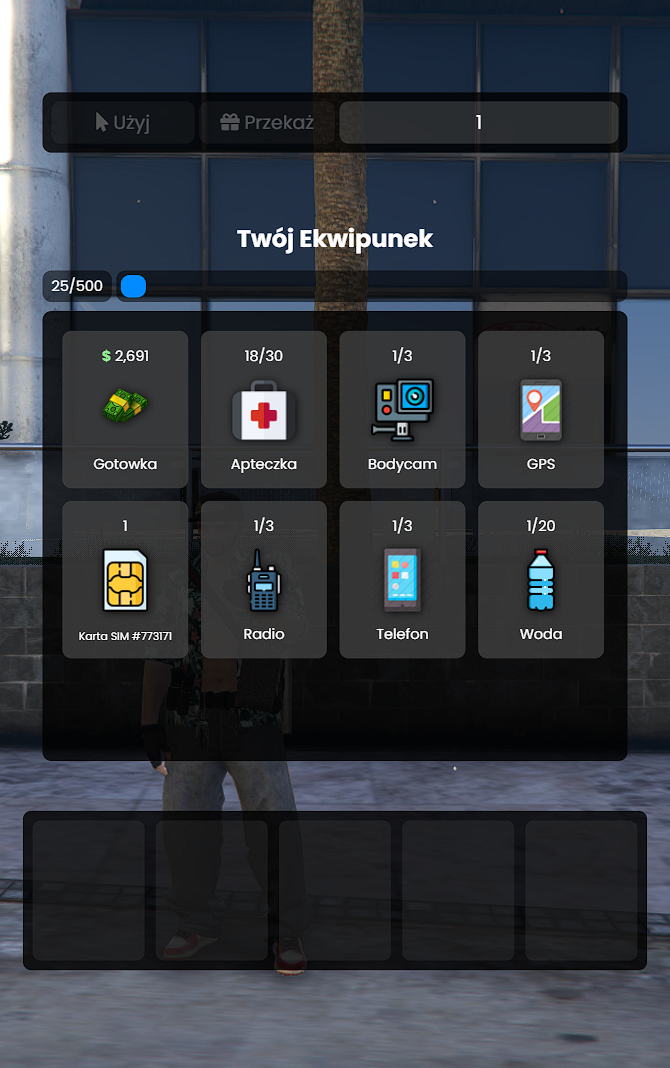 Użyj
Przekaż
1
Twój Ekwipunek
25/500
$ 2,691
18/30
1/3
1/3
Gotowka
Apteczka
Bodycam
GPS
1
1/3
1/3
1/20
Karta SIM #773171
Radio
Telefon
Woda